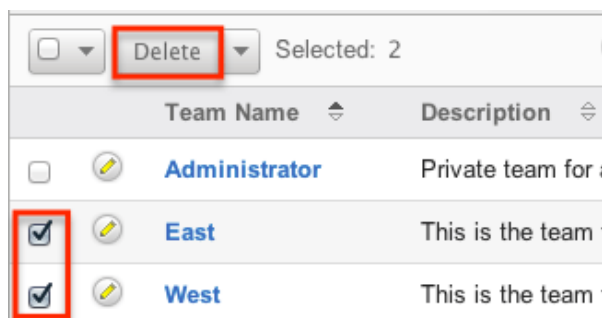 Delete Selected: 2
Team Name Description
Administrator Private team for
East This is the team
West This is the team